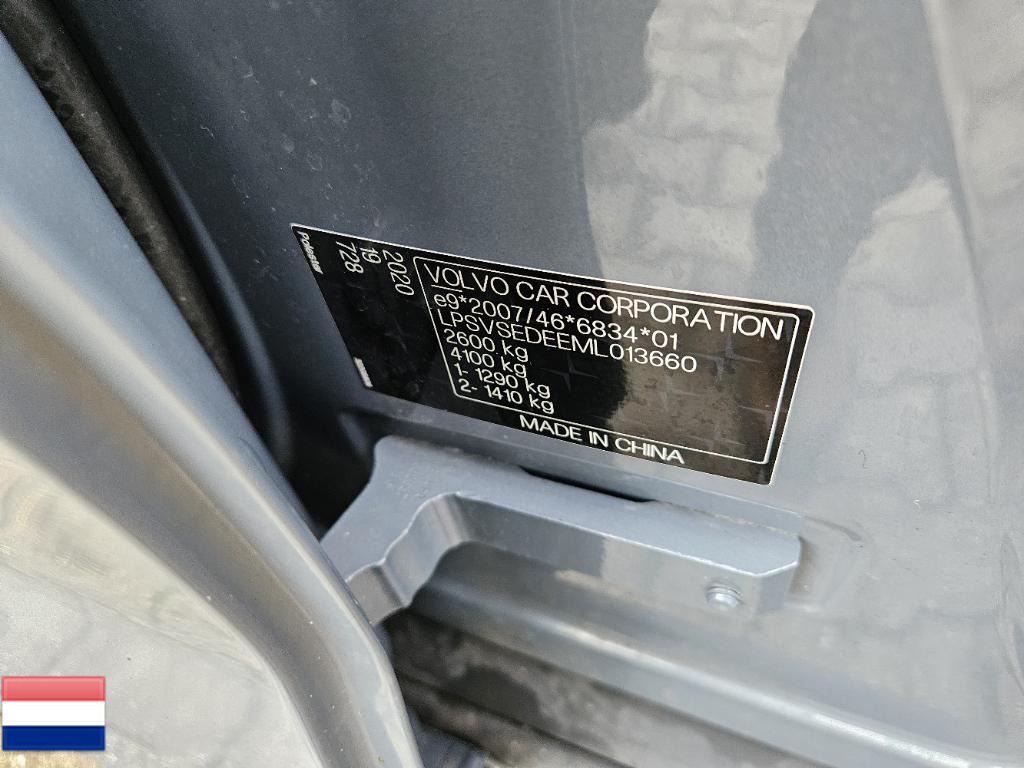 VOLVO CAR CORPORATION
e9*2007/46*6834*01
LPSVSEDEEML013660
2600 kg
4100 kg
1- 1290 kg
2- 1410 kg
MADE IN CHINA
2020
19
728
Polestar